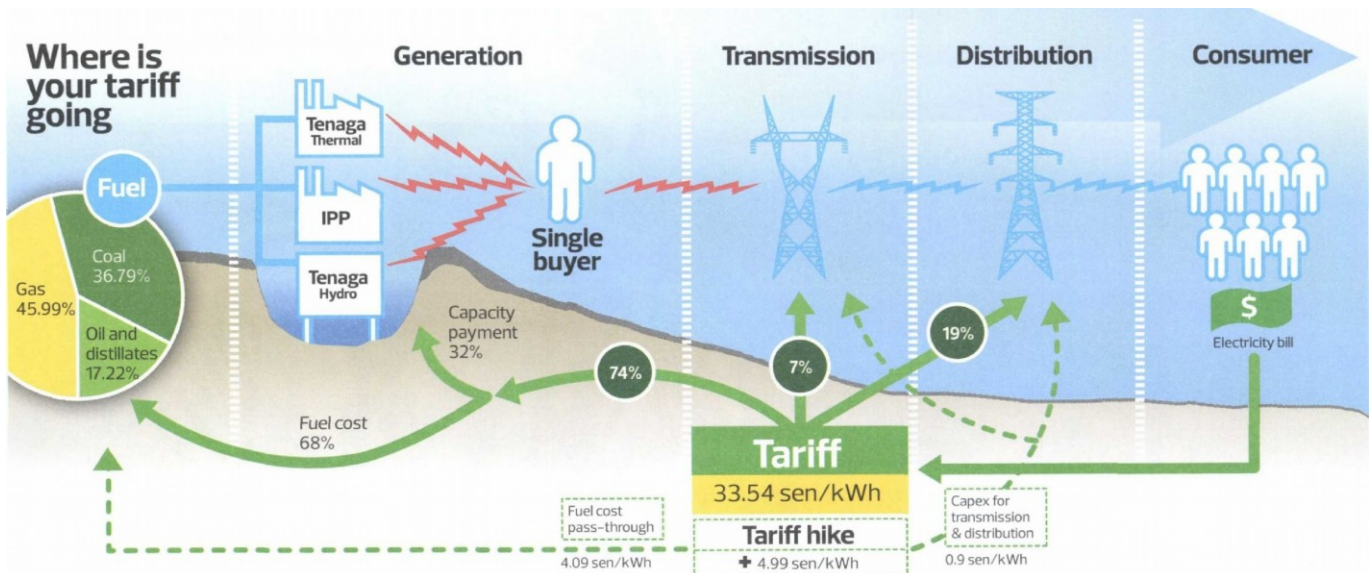 Where is
your tariff
going
Generation
Transmission
Distribution
Consumer
Fuel
Tenaga
Thermal
IPP
Tenaga
Hydro
Single
buyer
Coal
36.79%
Gas
45.99%
Oil and
distillates
17.22%
Capacity
payment
32%
Fuel cost
68%
74%
7%
19%
$
Electricity bill
Tariff
33.54 sen/kWh
Tariff hike
+ 4.99 sen/kWh
Fuel cost
pass-through
4.09 sen/kWh
Capex for
transmission
& distribution
0.9 sen/kWh